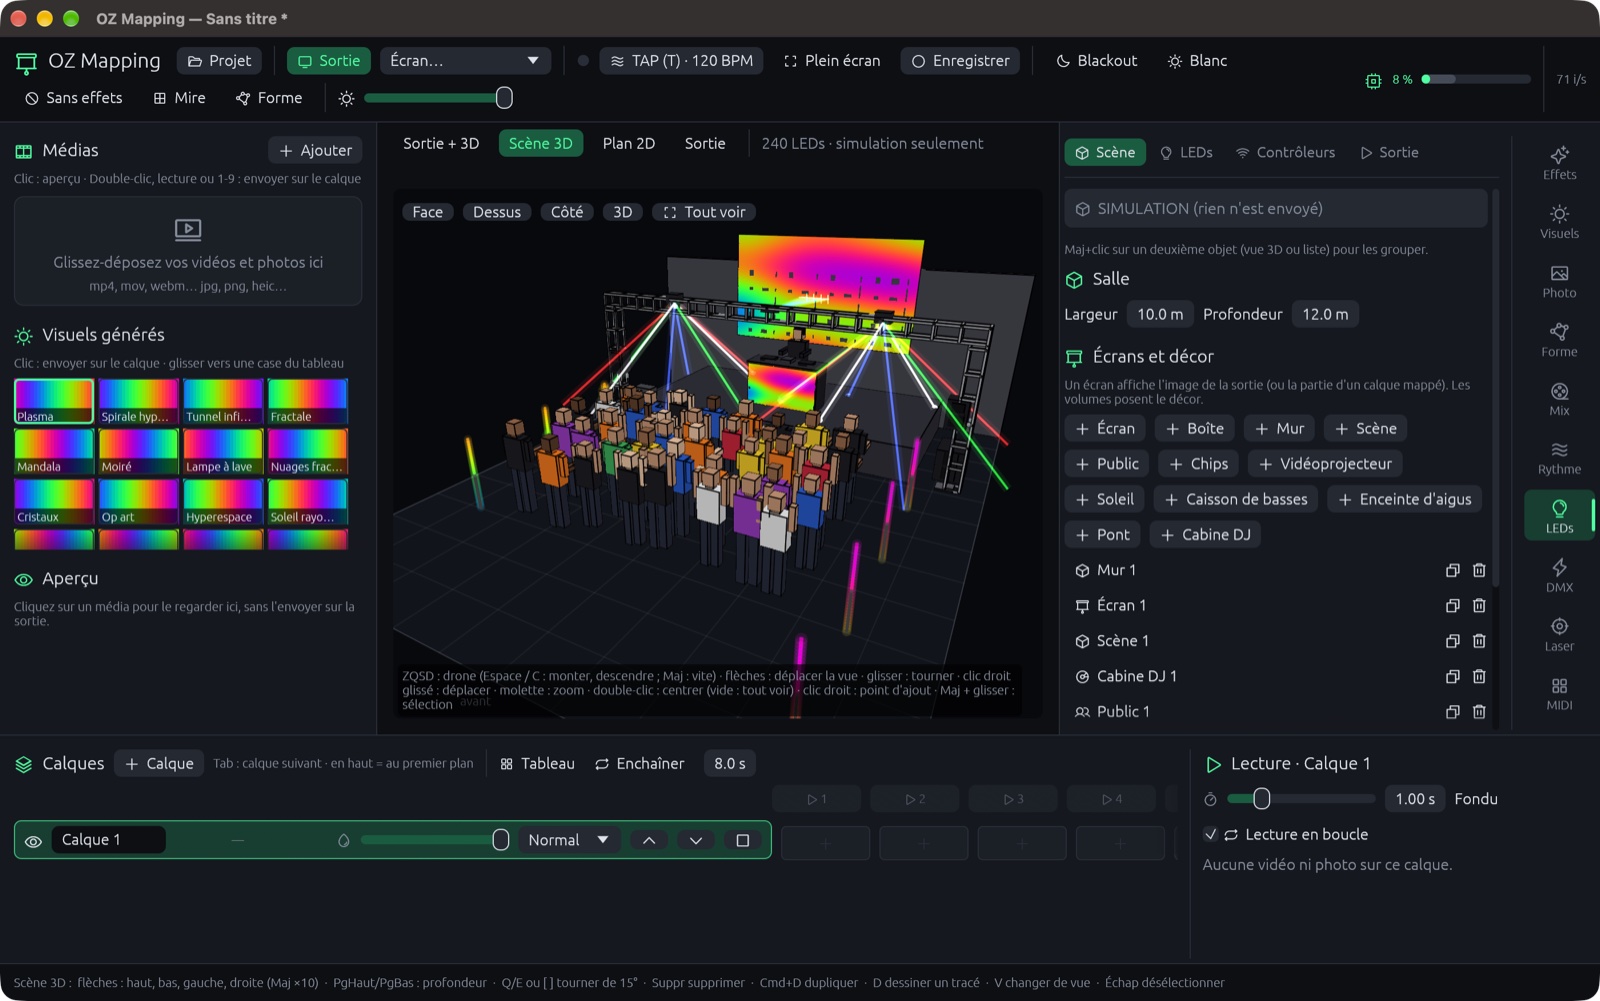 OZ Mapping — Sans titre *
OZ Mapping
Projet
Sortie
Écran…
TAP (T) · 120 BPM
Plein écran
Enregistrer
Blackout
Blanc
8 %
71 i/s
Sans effets
Mire
Forme
Médias
Ajouter
Clic : aperçu · Double-clic, lecture ou 1-9 : envoyer sur le calque
Glissez-déposez vos vidéos et photos ici
mp4, mov, webm… jpg, png, heic…
Visuels générés
Clic : envoyer sur le calque · glisser vers une case du tableau
Plasma
Spirale hyp…
Tunnel infi…
Fractale
Mandala
Moiré
Lampe à lave
Nuages frac…
Cristaux
Op art
Hyperespace
Soleil rayo…
Aperçu
Cliquez sur un média pour le regarder ici, sans l'envoyer sur la
sortie.
Sortie + 3D
Scène 3D
Plan 2D
Sortie
240 LEDs · simulation seulement
Face
Dessus
Côté
3D
Tout voir
ZQSD : drone (Espace / C : monter, descendre ; Maj : vite) · flèches : déplacer la vue · glisser : tourner · clic droit
glissé : déplacer · molette : zoom · double-clic : centrer (vide : tout voir) · clic droit : point d'ajout · Maj + glisser :
sélection
avant
Scène
LEDs
Contrôleurs
Sortie
SIMULATION (rien n'est envoyé)
Maj+clic sur un deuxième objet (vue 3D ou liste) pour les grouper.
Salle
Largeur
10.0 m
Profondeur
12.0 m
Écrans et décor
Un écran affiche l'image de la sortie (ou la partie d'un calque mappé). Les
volumes posent le décor.
+ Écran
+ Boîte
+ Mur
+ Scène
+ Public
+ Chips
+ Vidéoprojecteur
+ Soleil
+ Caisson de basses
+ Enceinte d'aigus
+ Pont
+ Cabine DJ
Mur 1
Écran 1
Scène 1
Cabine DJ 1
Public 1
Effets
Visuels
Photo
Forme
Mix
Rythme
LEDs
DMX
Laser
MIDI
Calques
+ Calque
Tab : calque suivant · en haut = au premier plan
Tableau
Enchaîner
8.0 s
1
2
3
4
Calque 1
—
Normal
Lecture · Calque 1
1.00 s
Fondu
Lecture en boucle
Aucune vidéo ni photo sur ce calque.
Scène 3D : flèches : haut, bas, gauche, droite (Maj ×10) · PgHaut/PgBas : profondeur · Q/E ou [ ] tourner de 15° · Suppr supprimer · Cmd+D dupliquer · D dessiner un tracé · V changer de vue · Échap désélectionner